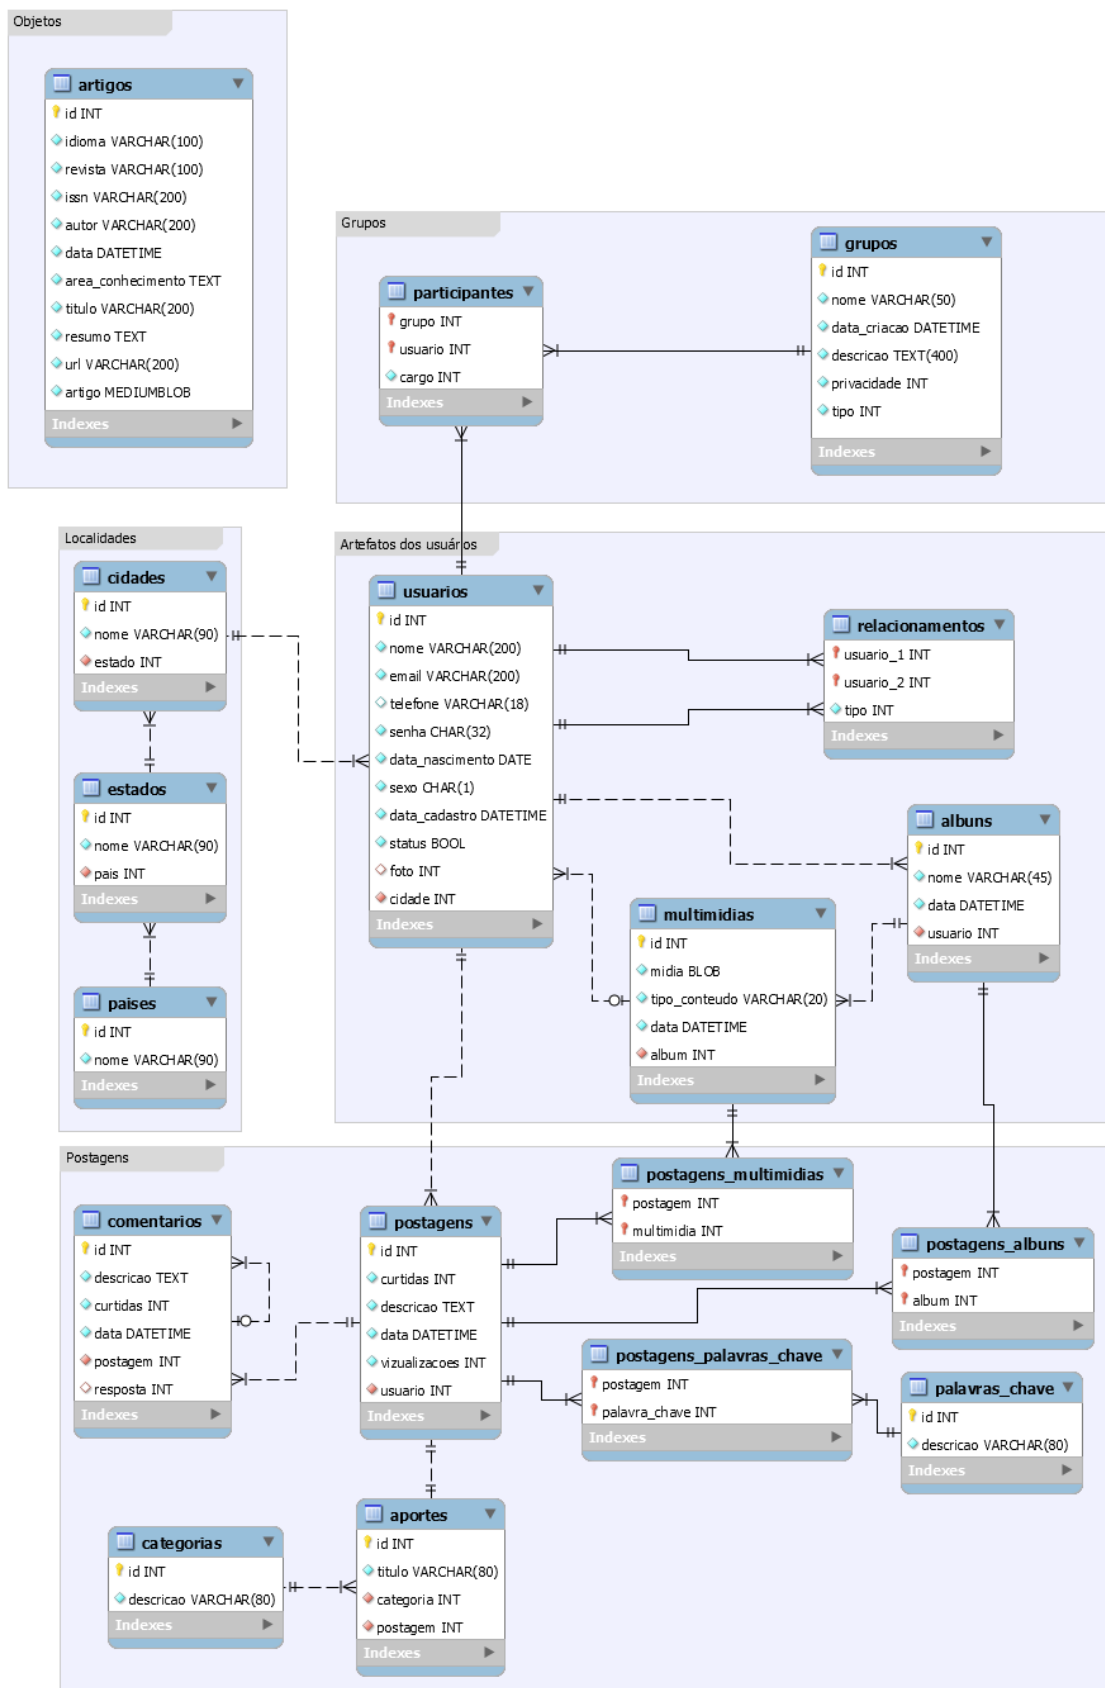 Objetos
artigos
id INT
idioma VARCHAR(100)
revista VARCHAR(100)
issn VARCHAR(200)
autor VARCHAR(200)
data DATETIME
area_conhecimento TEXT
titulo VARCHAR(200)
resumo TEXT
url VARCHAR(200)
artigo MEDIUMBLOB
Indexes
Grupos
participantes
grupo INT
usuario INT
cargo INT
Indexes
grupos
id INT
nome VARCHAR(50)
data_criacao DATETIME
descricao TEXT(400)
privacidade INT
tipo INT
Indexes
Localidades
cidades
id INT
nome VARCHAR(90)
estado INT
Indexes
estados
id INT
nome VARCHAR(90)
pais INT
Indexes
paises
id INT
nome VARCHAR(90)
Indexes
Artefatos dos usuários
usuarios
id INT
nome VARCHAR(200)
email VARCHAR(200)
telefone VARCHAR(18)
senha CHAR(32)
data_nascimento DATE
sexo CHAR(1)
data_cadastro DATETIME
status BOOL
foto INT
cidade INT
Indexes
relacionamentos
usuario_1 INT
usuario_2 INT
tipo INT
Indexes
albuns
id INT
nome VARCHAR(45)
data DATETIME
usuario INT
Indexes
multimidias
id INT
midia BLOB
tipo_conteudo VARCHAR(20)
data DATETIME
album INT
Indexes
Postagens
comentarios
id INT
descricao TEXT
curtidas INT
data DATETIME
postagem INT
resposta INT
Indexes
postagens
id INT
curtidas INT
descricao TEXT
data DATETIME
vizualizacoes INT
usuario INT
Indexes
postagens_multimidias
postagem INT
multimidia INT
Indexes
postagens_albuns
postagem INT
album INT
Indexes
postagens_palavras_chave
postagem INT
palavra_chave INT
Indexes
palavras_chave
id INT
descricao VARCHAR(80)
Indexes
categorias
id INT
descricao VARCHAR(80)
Indexes
aportes
id INT
titulo VARCHAR(80)
categoria INT
postagem INT
Indexes